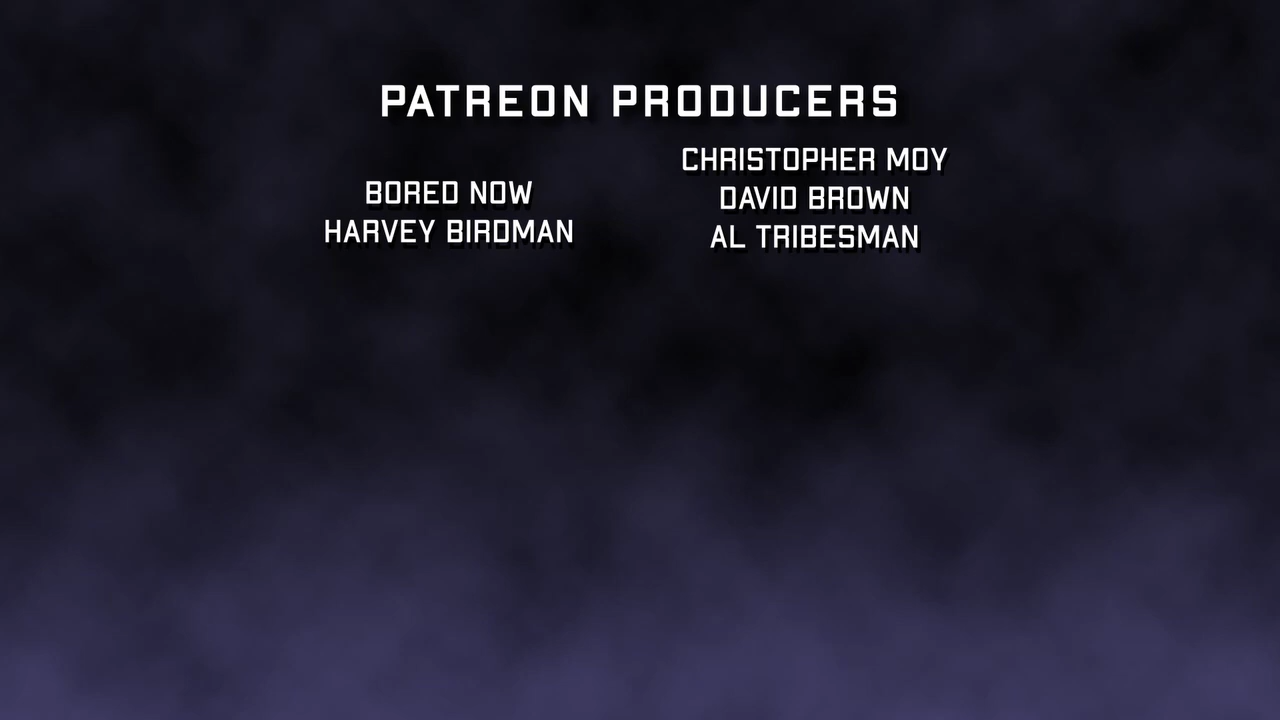 PATREON PRODUCERS
BORED NOW
HARVEY BIRDMAN
CHRISTOPHER MOY
DAVID BROWN
AL TRIBESMAN